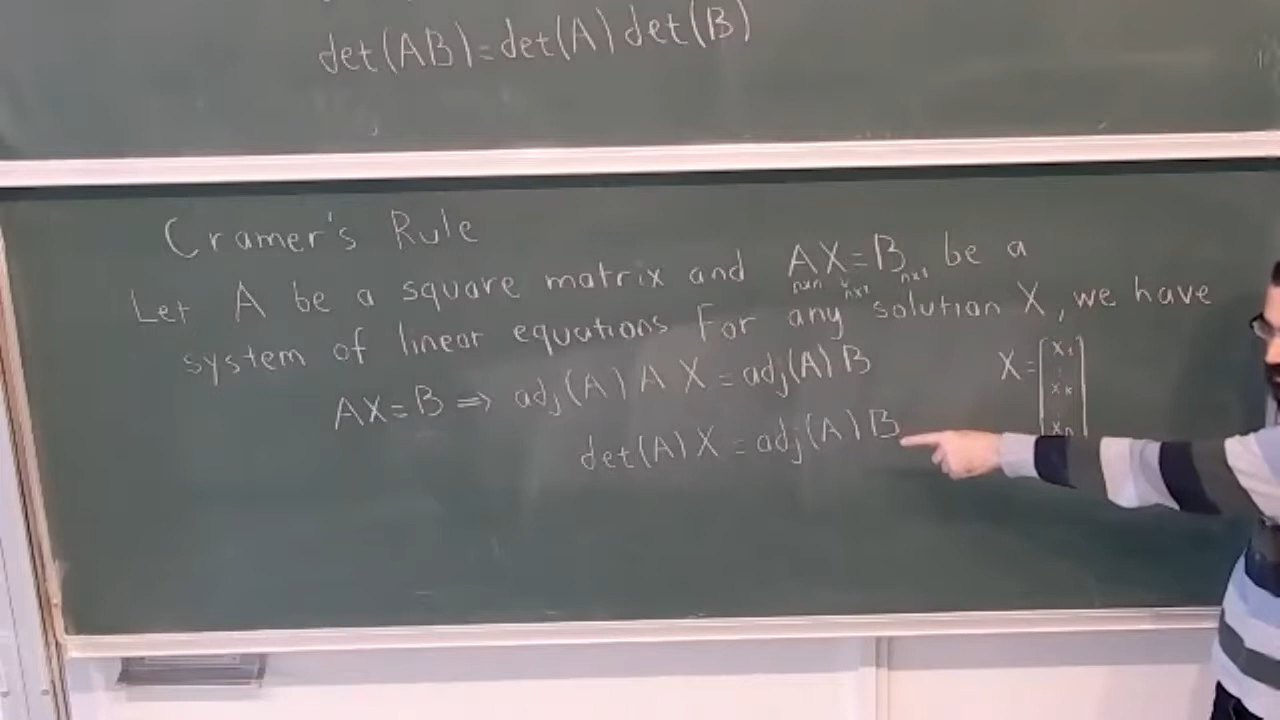 det(AB)=det(A)det(B)
Cramer's Rule
Let A be a square matrix and AX=B be a
n×n n×1 n×1
system of linear equations For any solution X, we have
AX=B ⇒ adj(A) A X = adj(A) B
X=[x₁ ⋮ xₖ ⋮ xₙ]
det(A) X = adj(A) B